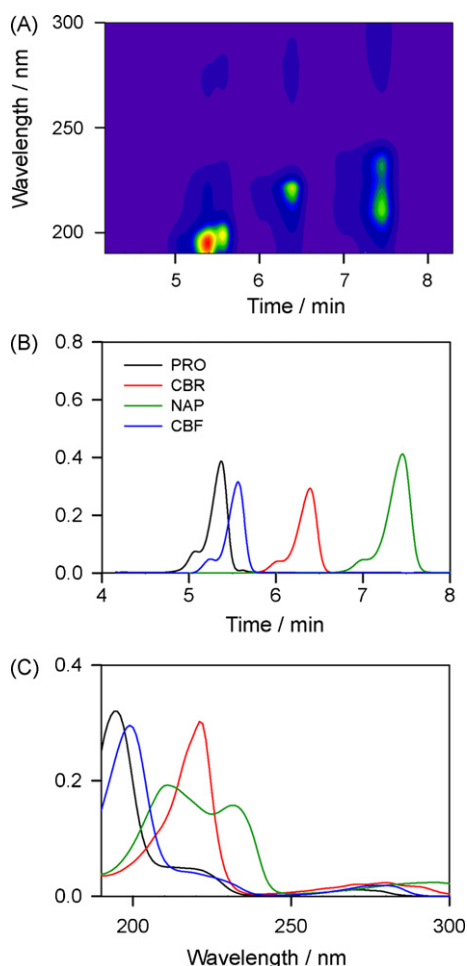 (A)
300
250
200
Wavelength / nm
5 6 7 8
Time / min
(B)
0.8
0.6
0.4
0.2
0.0
PRO
CBR
NAP
CBF
4 5 6 7 8
Time / min
(C)
0.4
0.2
0.0
200 250 300
Wavelength / nm